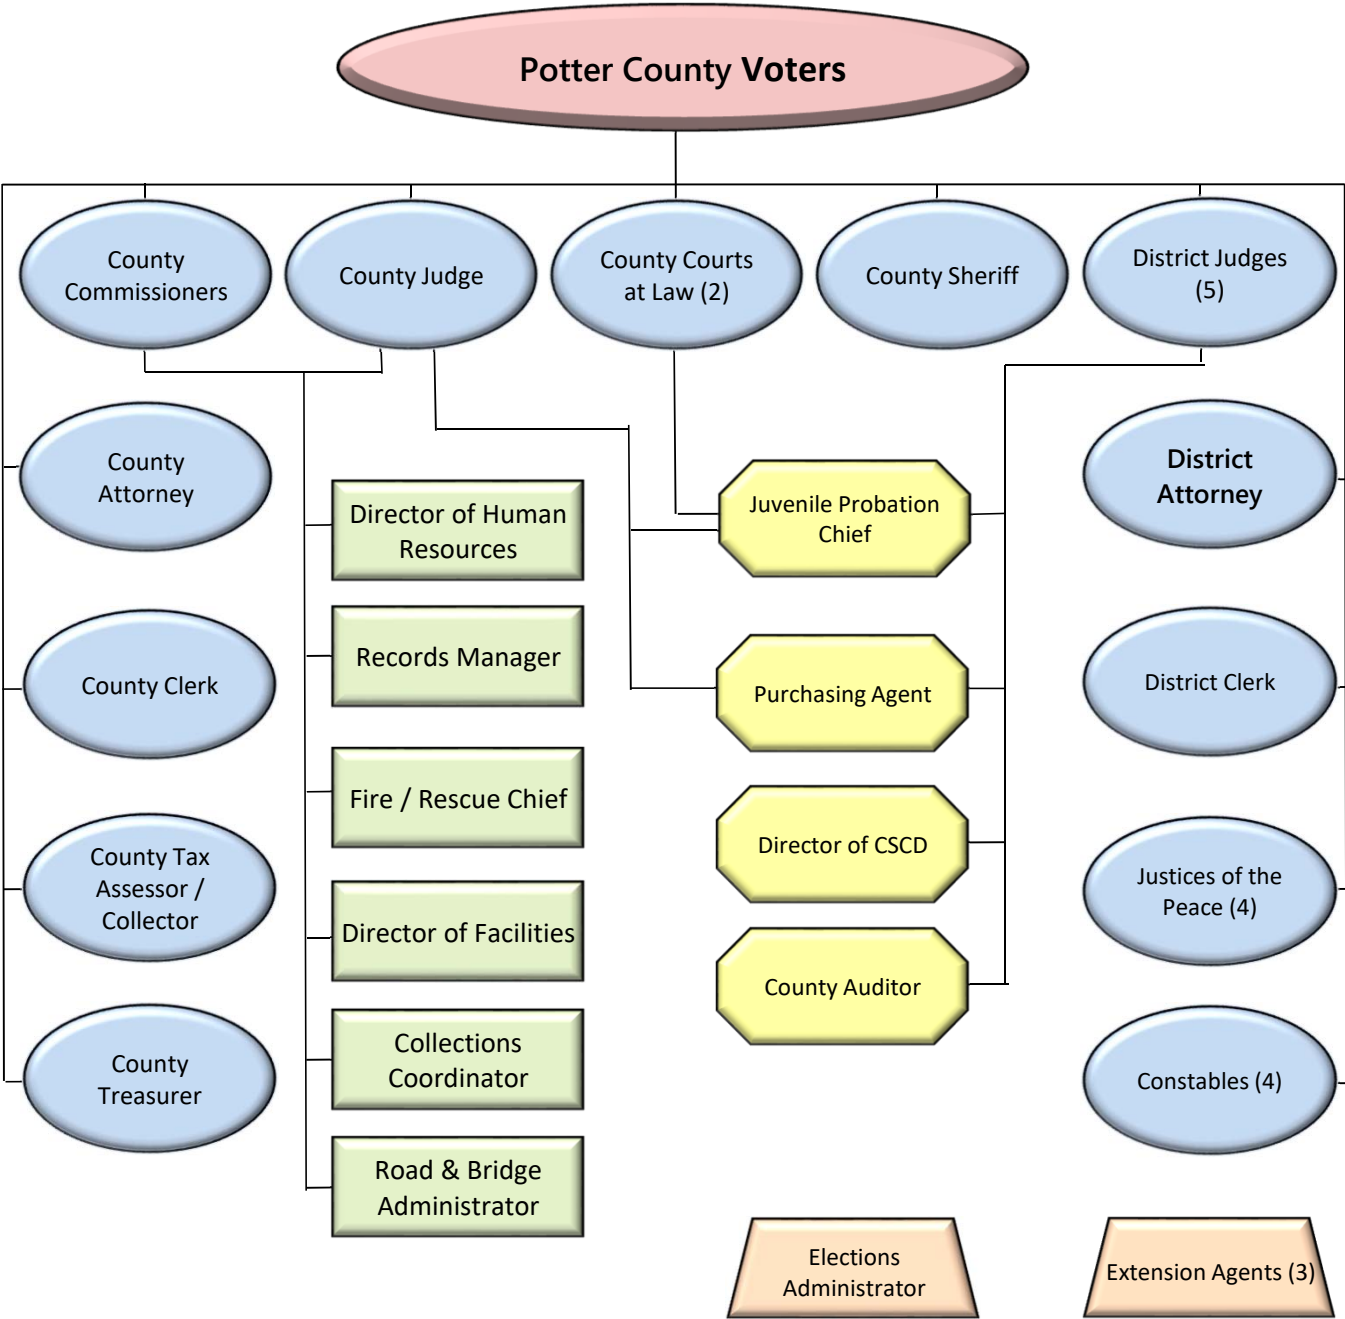 Potter County Voters
County
Commissioners
County Judge
County Courts
at Law (2)
County Sheriff
District Judges
(5)
County
Attorney
District
Attorney
Director of Human
Resources
Juvenile Probation
Chief
Records Manager
County Clerk
Purchasing Agent
District Clerk
Fire / Rescue Chief
County Tax
Assessor /
Collector
Director of CSCD
Justices of the
Peace (4)
Director of Facilities
County Auditor
Collections
Coordinator
County
Treasurer
Constables (4)
Road & Bridge
Administrator
Elections
Administrator
Extension Agents (3)